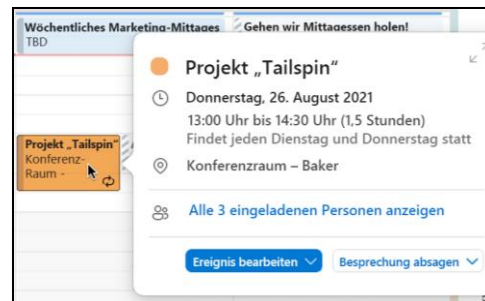 Wöchentliches Marketing-Mittages
TBD
Gehen wir Mittagessen holen!
Projekt „Tailspin“
Konferenz-
Raum -
Projekt „Tailspin“
Donnerstag, 26. August 2021
13:00 Uhr bis 14:30 Uhr (1,5 Stunden)
Findet jeden Dienstag und Donnerstag statt
Konferenzraum – Baker
Alle 3 eingeladenen Personen anzeigen
Ereignis bearbeiten
Besprechung absagen